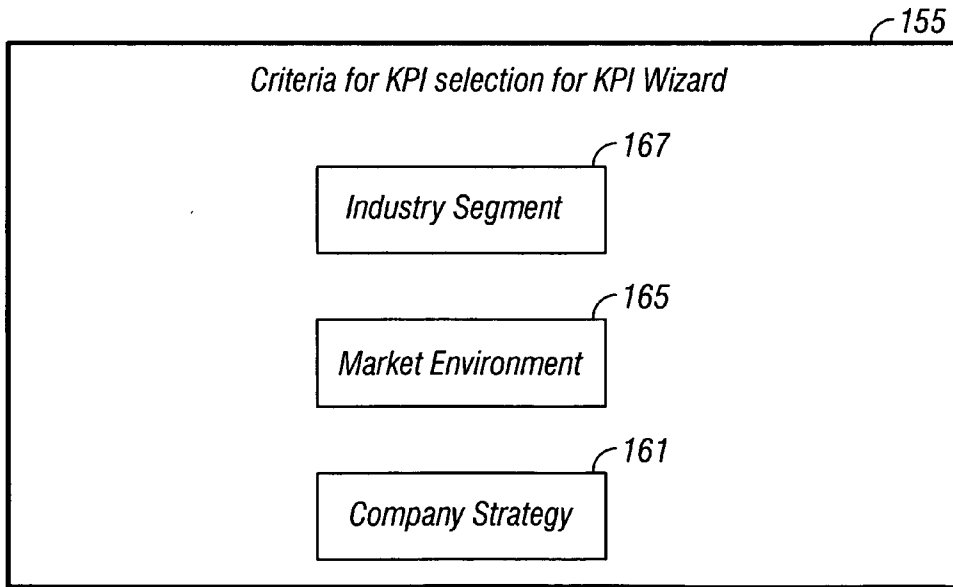 155
Criteria for KPI selection for KPI Wizard
167
Industry Segment
165
Market Environment
161
Company Strategy